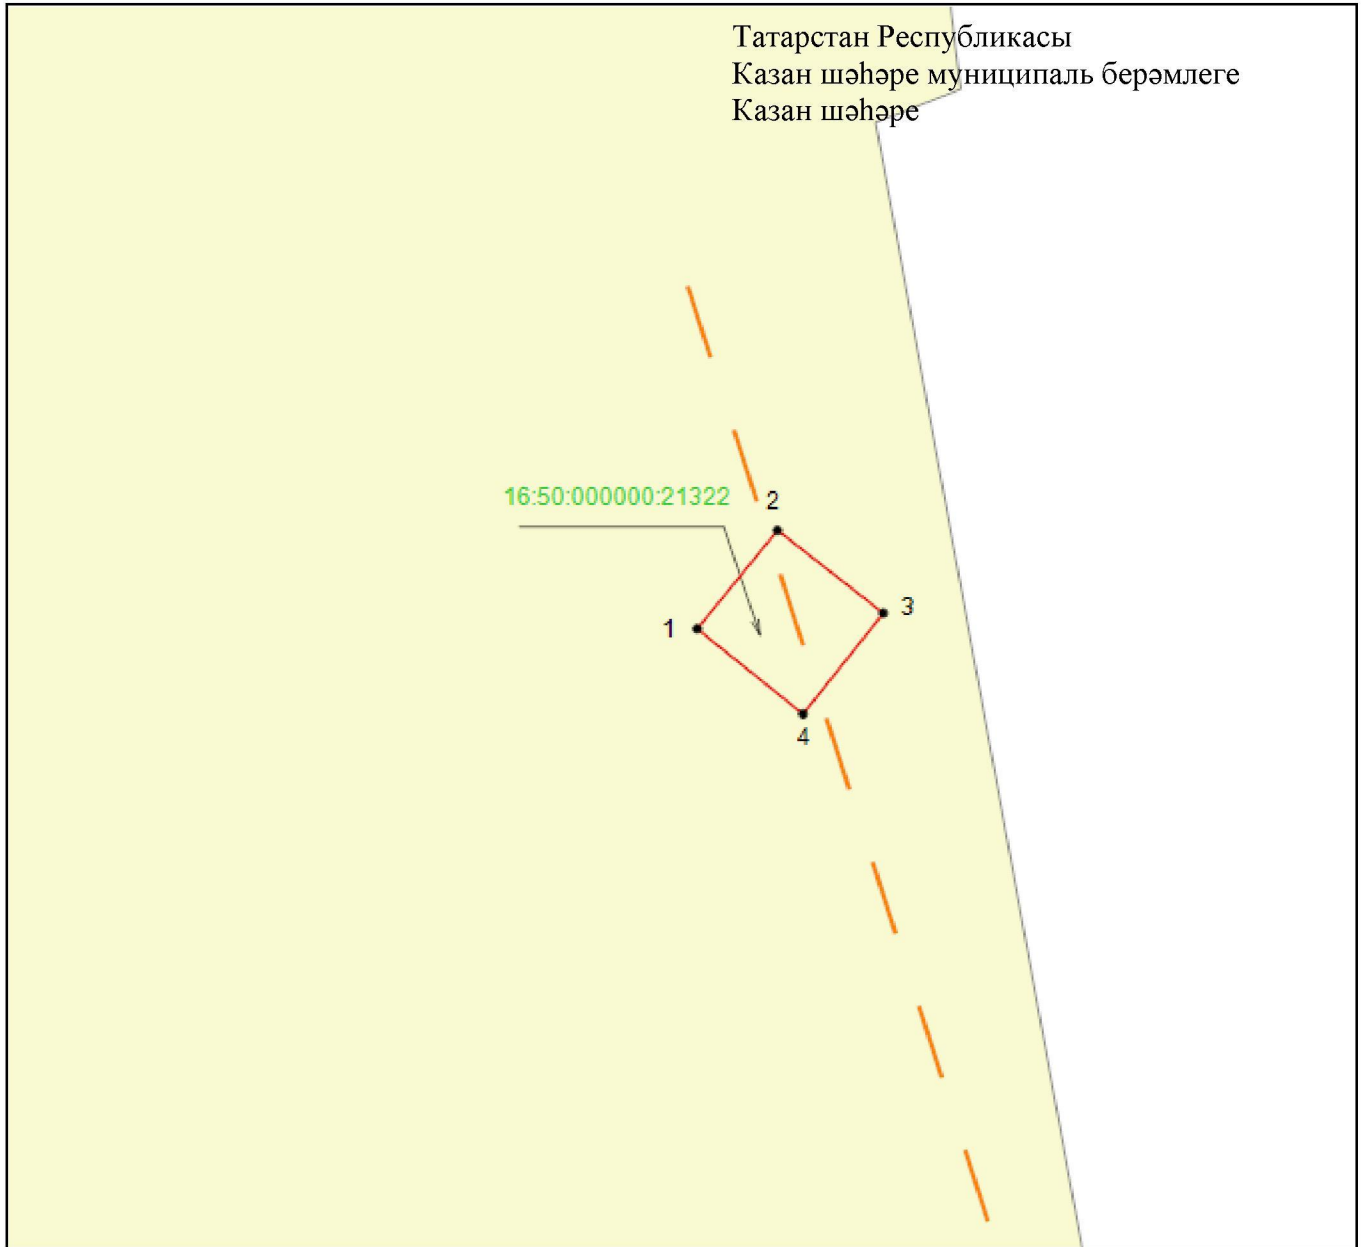 Татарстан Республикасы
Казан шәһәре муниципаль берәмлеге
Казан шәһәре
16:50:000000:21322
2
3
1
4